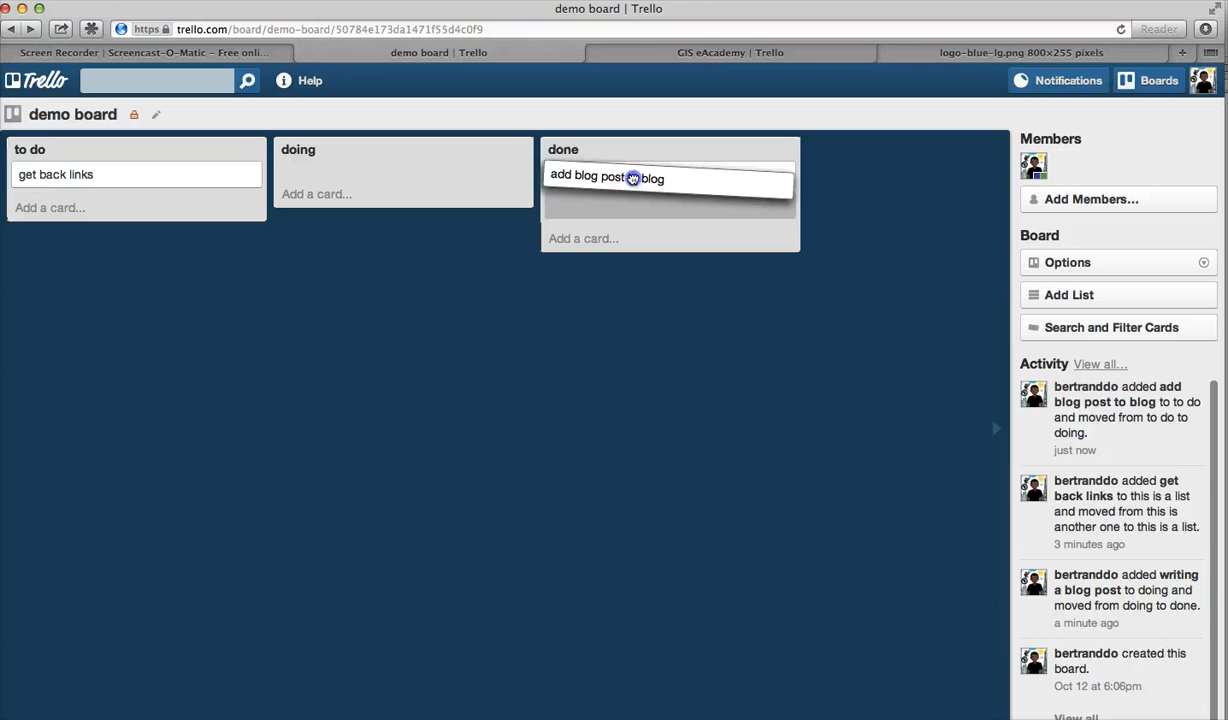 demo board | Trello
https
trello.com/board/demo-board/50784e173da1471f55d4c0f9
Reader
Screen Recorder | Screencast-O-Matic - Free onli...
demo board | Trello
GIS eAcademy | Trello
logo-blue-lg.png 800×255 pixels
Trello
Help
Notifications
Boards
demo board
to do
get back links
Add a card...
doing
Add a card...
done
add blog post blog
Add a card...
Members
Add Members...
Board
Options
Add List
Search and Filter Cards
Activity View all...
bertranddo added add
blog post to blog to to do
and moved from to do to
doing.
just now
bertranddo added get
back links to this is a list
and moved from this is
another one to this is a list.
3 minutes ago
bertranddo added writing
a blog post to doing and
moved from doing to done.
a minute ago
bertranddo created this
board.
Oct 12 at 6:06pm
View all